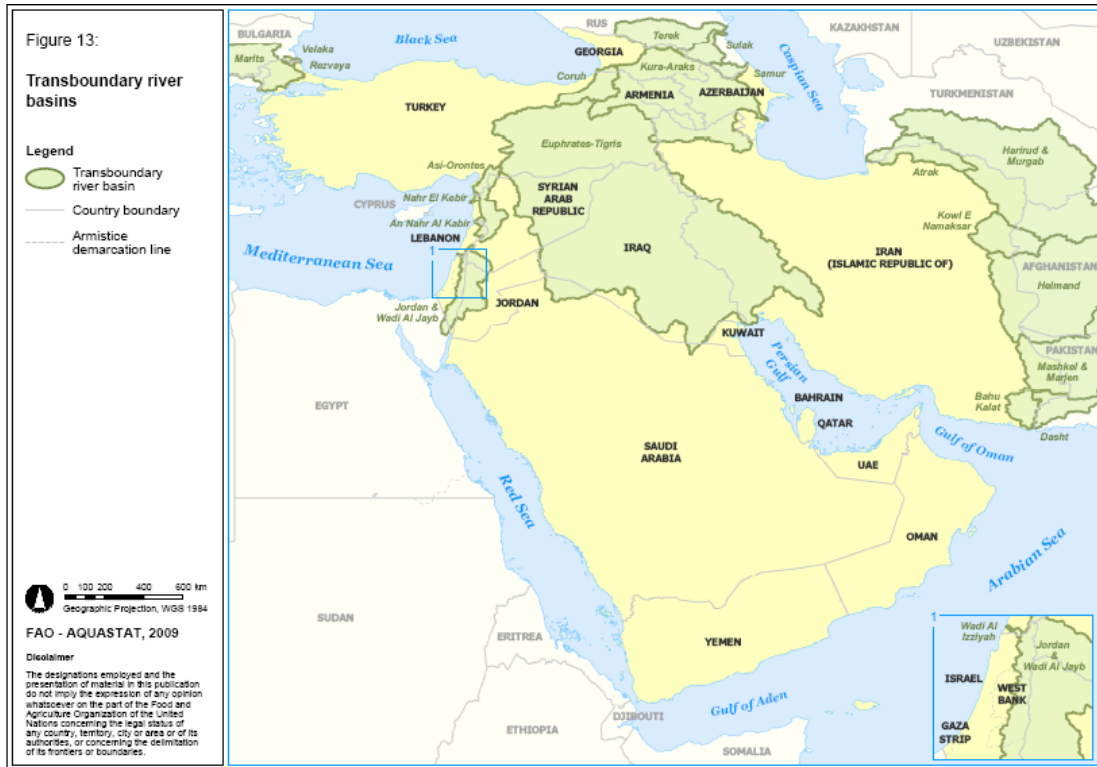 Figure 13:
Transboundary river
basins
Legend
Transboundary
river basin
Country boundary
Armistice
demarcation line
0 100 200 400 600 km
Geographic Projection, WGS 1984
FAO - AQUASTAT, 2009
Disclaimer
The designations employed and the
presentation of material in this publication
do not imply the expression of any opinion
whatsoever on the part of the Food and
Agriculture Organization of the United
Nations concerning the legal status of
any country, territory, city or area or of its
authorities, or concerning the delimitation
of its frontiers or boundaries.
BULGARIA
Marits
Velaka
Rezvaya
Black Sea
RUS
GEORGIA
Terek
Sulak
Caspian Sea
KAZAKHSTAN
UZBEKISTAN
Coruh
Kura-Araks
Samur
TURKEY
ARMENIA
AZERBAIJAN
TURKMENISTAN
Euphrates-Tigris
Harirud &
Murgab
Asi-Orontes
Atrak
Nahr El Kebir
CYPRUS
SYRIAN
ARAB
REPUBLIC
An Nahr Al Kabir
Kowl E
Namaksar
LEBANON
IRAQ
IRAN
(ISLAMIC REPUBLIC OF)
Mediterranean Sea
1
AFGHANISTAN
Helmand
Jordan &
Wadi Al Jayb
JORDAN
KUWAIT
PAKISTAN
Mashkel &
Marjen
Persian
Gulf
BAHRAIN
QATAR
Bahu
Kalat
EGYPT
Gulf of Oman
Dasht
SAUDI
ARABIA
UAE
Red Sea
OMAN
Arabian Sea
SUDAN
ERITREA
YEMEN
Gulf of Aden
DJIBOUTI
ETHIOPIA
SOMALIA
1
Wadi Al
Izziyah
Jordan
&
Wadi Al Jayb
ISRAEL
WEST
BANK
GAZA
STRIP